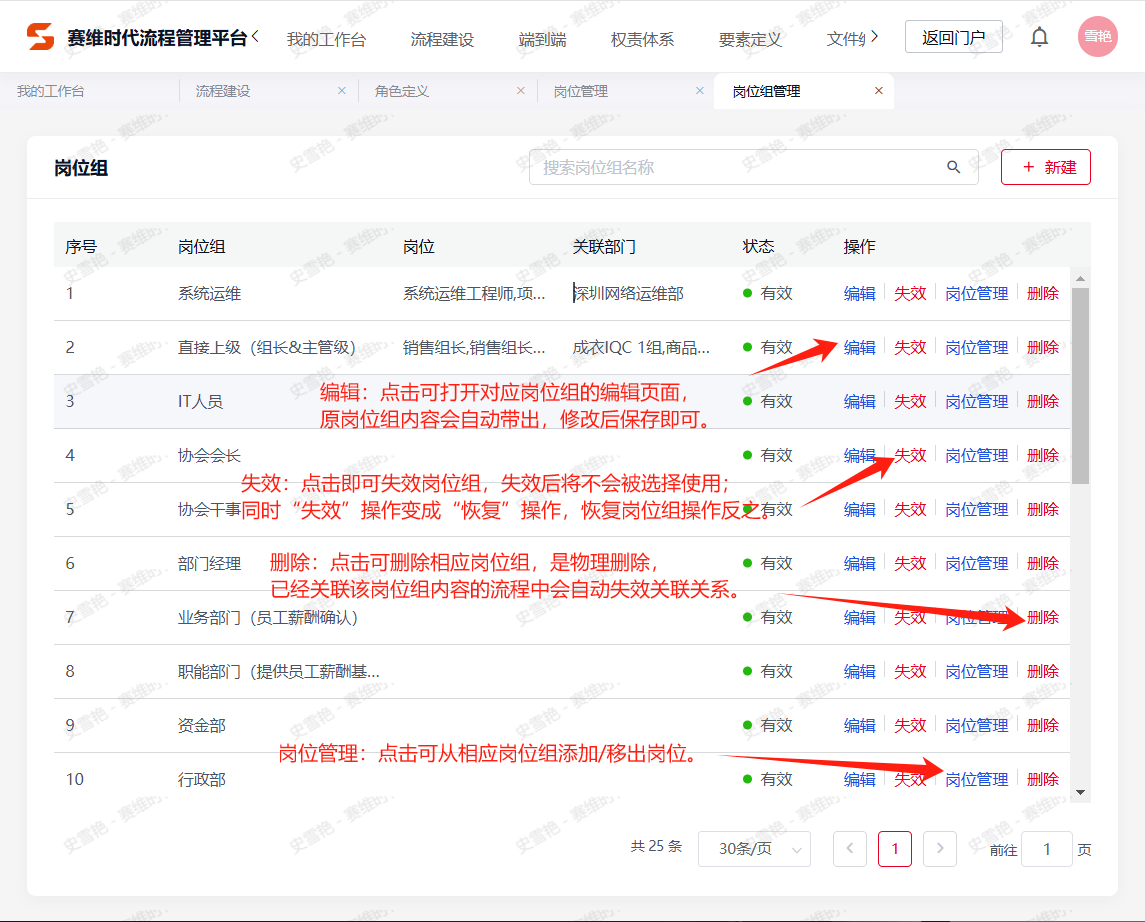 赛维时代流程管理平台
我的工作台 流程建设 端到端 权责体系 要素定义 文件
返回门户
雪艳
我的工作台 流程建设 × 角色定义 × 岗位管理 × 岗位组管理 ×
岗位组
搜索岗位组名称
+ 新建
序号 岗位组 岗位 关联部门 状态 操作
1 系统运维 系统运维工程师,项... 深圳网络运维部 有效 编辑 失效 岗位管理 删除
2 直接上级（组长&主管级） 销售组长,销售组长... 成衣IQC 1组,商品... 有效 编辑 失效 岗位管理 删除
编辑：点击可打开对应岗位组的编辑页面，
3 IT人员 有效 编辑 失效 岗位管理 删除
原岗位组内容会自动带出，修改后保存即可。
4 协会会长 有效 编辑 失效 岗位管理 删除
失效：点击即可失效岗位组，失效后将不会被选择使用；
5 协会干事 有效 编辑 失效 岗位管理 删除
同时“失效”操作变成“恢复”操作，恢复岗位组操作反之。
6 部门经理 有效 编辑 失效 岗位管理 删除
删除：点击可删除相应岗位组，是物理删除，
已经关联该岗位组内容的流程中会自动失效关联关系。
7 业务部门（员工薪酬确认） 有效 编辑 失效 岗位管理 删除
8 职能部门（提供员工薪酬基... 有效 编辑 失效 岗位管理 删除
9 资金部 有效 编辑 失效 岗位管理 删除
岗位管理：点击可从相应岗位组添加/移出岗位。
10 行政部 有效 编辑 失效 岗位管理 删除
共 25 条 30条/页 1 前往 1 页